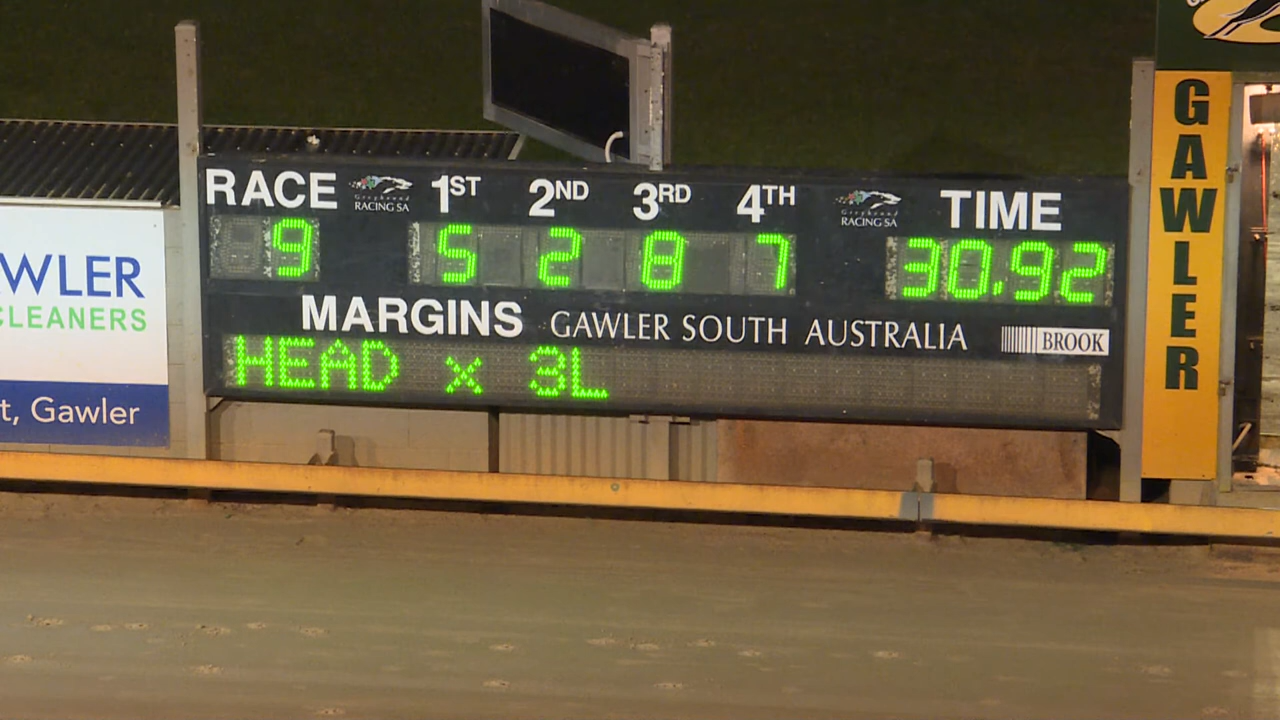 RACE Greyhound RACING SA 1ST 2ND 3RD 4TH Greyhound RACING SA TIME
9 5 2 8 7 30.92
MARGINS GAWLER SOUTH AUSTRALIA BROOK
HEAD x 3L
WLER
CLEANERS
t, Gawler
GAWLER